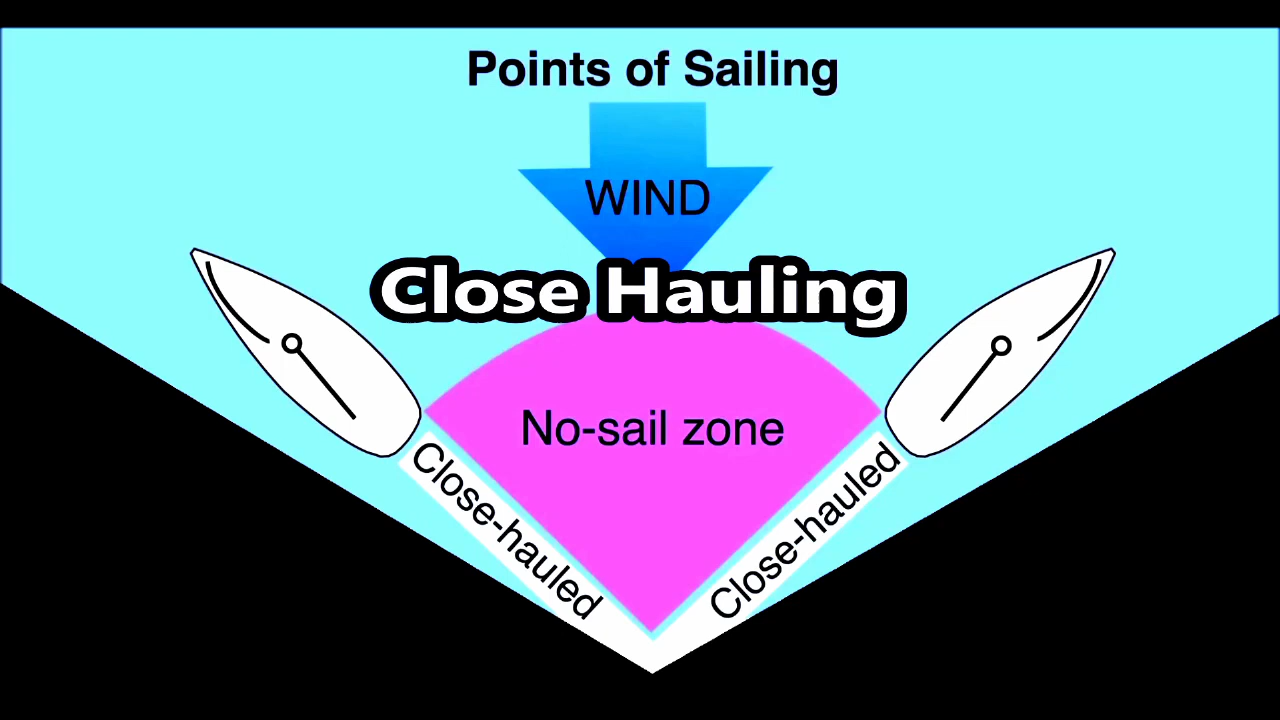 Points of Sailing
WIND
Close Hauling
No-sail zone
Close-hauled
Close-hauled